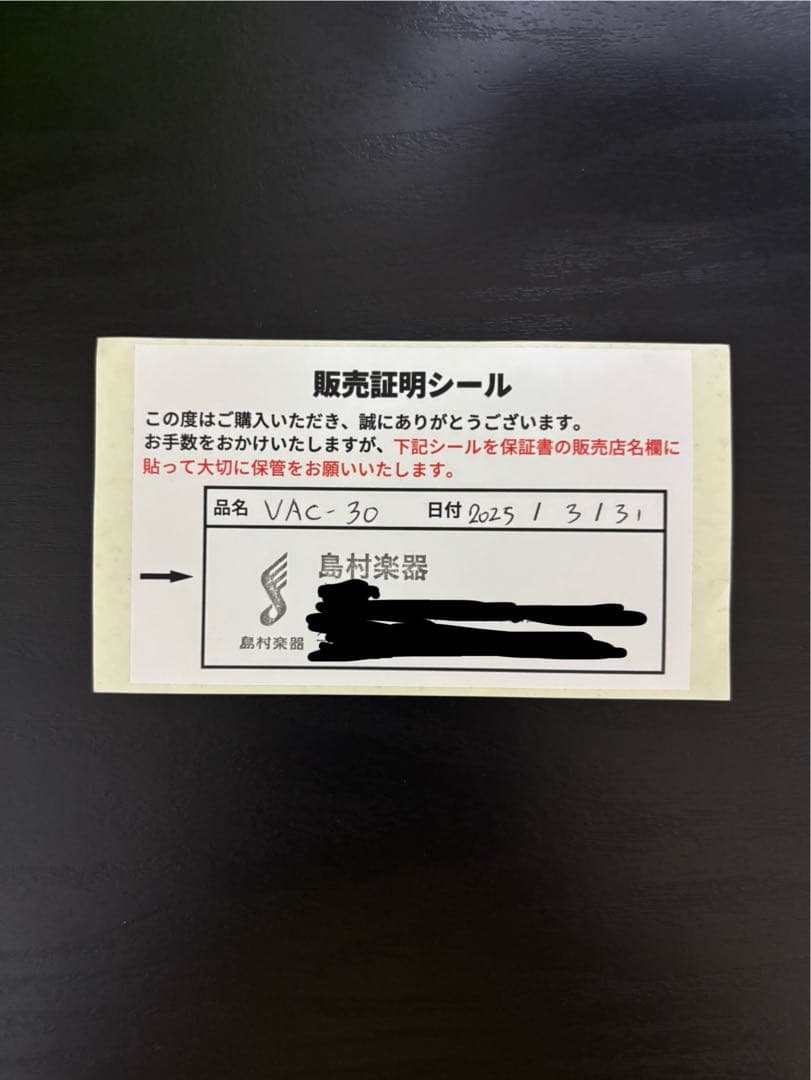 販売証明シール
この度はご購入いただき、誠にありがとうございます。
お手数をおかけいたしますが、下記シールを保証書の販売店名欄に
貼って大切に保管をお願いいたします。
品名 VAC-30 日付 2025 / 3 / 31
島村楽器
島村楽器